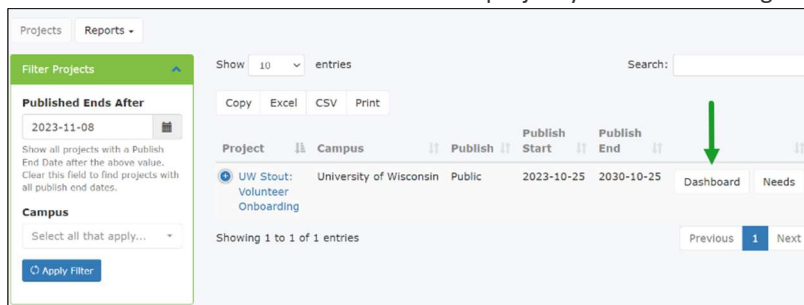 Projects Reports
Filter Projects
Published Ends After
2023-11-08
Show all projects with a Publish
End Date after the above value.
Clear this field to find projects with
all publish end dates.
Campus
Select all that apply...
Apply Filter
Show 10 entries
Search:
Copy Excel CSV Print
Project Campus Publish Publish Start Publish End
UW Stout: Volunteer Onboarding University of Wisconsin Public 2023-10-25 2030-10-25 Dashboard Needs
Showing 1 to 1 of 1 entries
Previous 1 Next